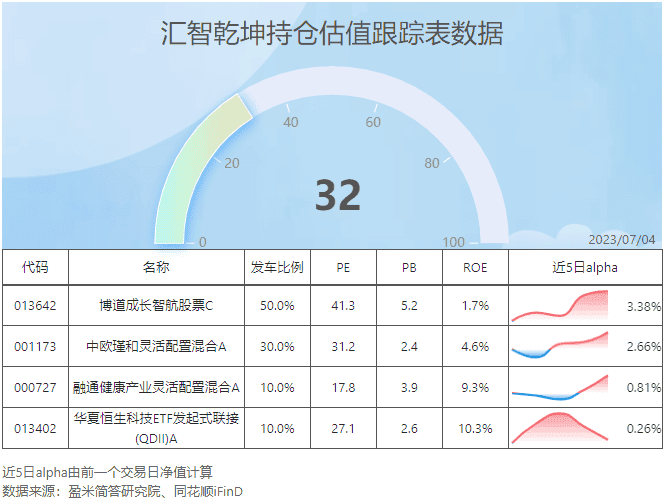 汇智乾坤持仓估值跟踪表数据
40 60
20 80
32
0 100
2023/07/04
代码 名称 发车比例 PE PB ROE 近5日alpha
013642 博道成长智航股票C 50.0% 41.3 5.2 1.7% 3.38%
001173 中欧瑾和灵活配置混合A 30.0% 31.2 2.4 4.6% 2.66%
000727 融通健康产业灵活配置混合A 10.0% 17.8 3.9 9.3% 0.81%
013402 华夏恒生科技ETF发起式联接 10.0% 27.1 2.6 10.3% 0.26%
(QDII)A
近5日alpha由前一个交易日净值计算
数据来源：盈米简答研究院、同花顺iFinD